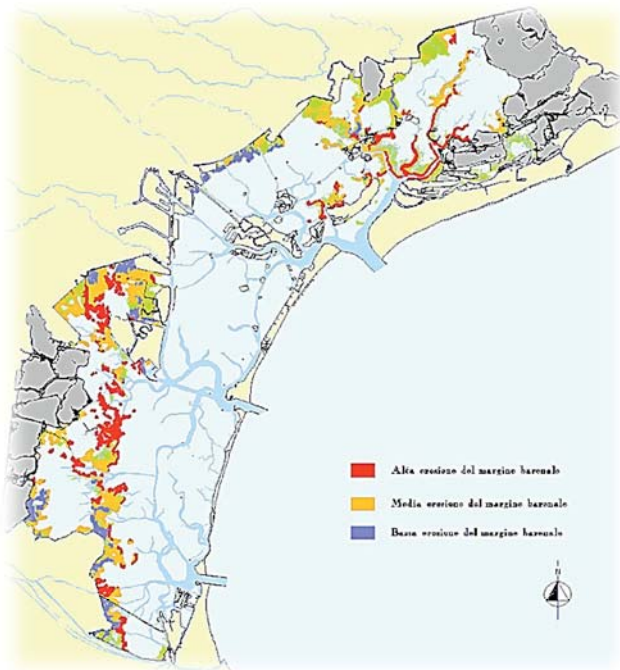 Alta erosione del margine barenale
Media erosione del margine barenale
Bassa erosione del margine barenale
N